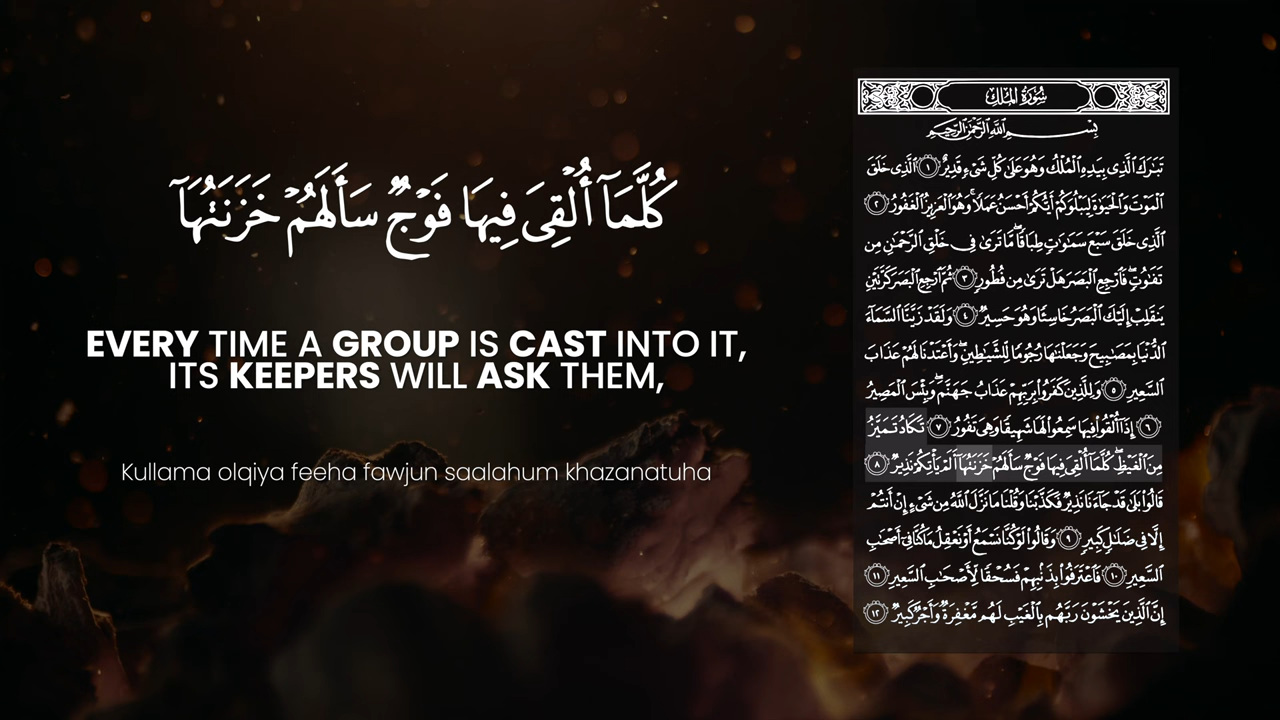 كُلَّمَآ أُلْقِىَ فِيهَا فَوْجٌ سَأَلَهُمْ خَزَنَتُهَآ
EVERY TIME A GROUP IS CAST INTO IT,
ITS KEEPERS WILL ASK THEM,
Kullama olqiya feeha fawjun saalahum khazanatuha
سُورَةُ المُلْكِ
بِسْمِ اللَّهِ الرَّحْمَٰنِ الرَّحِيمِ
تَبَٰرَكَ ٱلَّذِى بِيَدِهِ ٱلْمُلْكُ وَهُوَ عَلَىٰ كُلِّ شَىْءٍ قَدِيرٌ ١ ٱلَّذِى خَلَقَ
ٱلْمَوْتَ وَٱلْحَيَوٰةَ لِيَبْلُوَكُمْ أَيُّكُمْ أَحْسَنُ عَمَلًا ۚ وَهُوَ ٱلْعَزِيزُ ٱلْغَفُورُ ٢
ٱلَّذِى خَلَقَ سَبْعَ سَمَٰوَٰتٍ طِبَاقًا ۖ مَّا تَرَىٰ فِى خَلْقِ ٱلرَّحْمَٰنِ مِن
تَفَٰوُتٍ ۖ فَٱرْجِعِ ٱلْبَصَرَ هَلْ تَرَىٰ مِن فُطُورٍ ٣ ثُمَّ ٱرْجِعِ ٱلْبَصَرَ كَرَّتَيْنِ
يَنقَلِبْ إِلَيْكَ ٱلْبَصَرُ خَاسِئًا وَهُوَ حَسِيرٌ ٤ وَلَقَدْ زَيَّنَّا ٱلسَّمَآءَ
ٱلدُّنْيَا بِمَصَٰبِيحَ وَجَعَلْنَٰهَا رُجُومًا لِّلشَّيَٰطِينِ ۖ وَأَعْتَدْنَا لَهُمْ عَذَابَ
ٱلسَّعِيرِ ٥ وَلِلَّذِينَ كَفَرُوا۟ بِرَبِّهِمْ عَذَابُ جَهَنَّمَ ۖ وَبِئْسَ ٱلْمَصِيرُ
٦ إِذَآ أُلْقُوا۟ فِيهَا سَمِعُوا۟ لَهَا شَهِيقًا وَهِىَ تَفُورُ ٧ تَكَادُ تَمَيَّزُ
مِنَ ٱلْغَيْظِ ۖ كُلَّمَآ أُلْقِىَ فِيهَا فَوْجٌ سَأَلَهُمْ خَزَنَتُهَآ أَلَمْ يَأْتِكُمْ نَذِيرٌ ٨
قَالُوا۟ بَلَىٰ قَدْ جَآءَنَا نَذِيرٌ فَكَذَّبْنَا وَقُلْنَا مَا نَزَّلَ ٱللَّهُ مِن شَىْءٍ إِنْ أَنتُمْ
إِلَّا فِى ضَلَٰلٍ كَبِيرٍ ٩ وَقَالُوا۟ لَوْ كُنَّا نَسْمَعُ أَوْ نَعْقِلُ مَا كُنَّا فِىٓ أَصْحَٰبِ
ٱلسَّعِيرِ ١٠ فَٱعْتَرَفُوا۟ بِذَنۢبِهِمْ فَسُحْقًا لِّأَصْحَٰبِ ٱلسَّعِيرِ ١١
إِنَّ ٱلَّذِينَ يَخْشَوْنَ رَبَّهُم بِٱلْغَيْبِ لَهُم مَّغْفِرَةٌ وَأَجْرٌ كَبِيرٌ ١٢